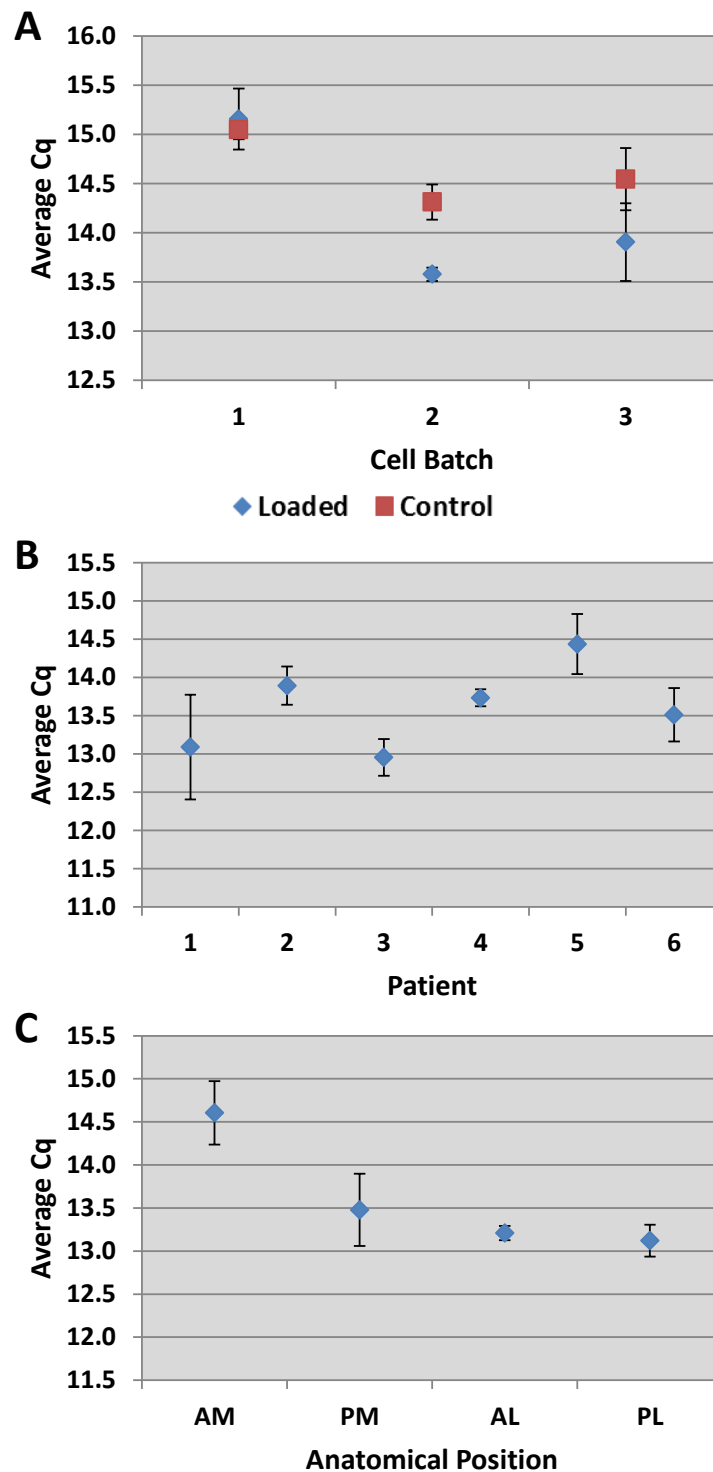 A
16.0
15.5
15.0
14.5
14.0
13.5
13.0
12.5
Average Cq
1 2 3
Cell Batch
Loaded Control
B
15.5
15.0
14.5
14.0
13.5
13.0
12.5
12.0
11.5
11.0
Average Cq
1 2 3 4 5 6
Patient
C
15.5
15.0
14.5
14.0
13.5
13.0
12.5
12.0
11.5
Average Cq
AM PM AL PL
Anatomical Position